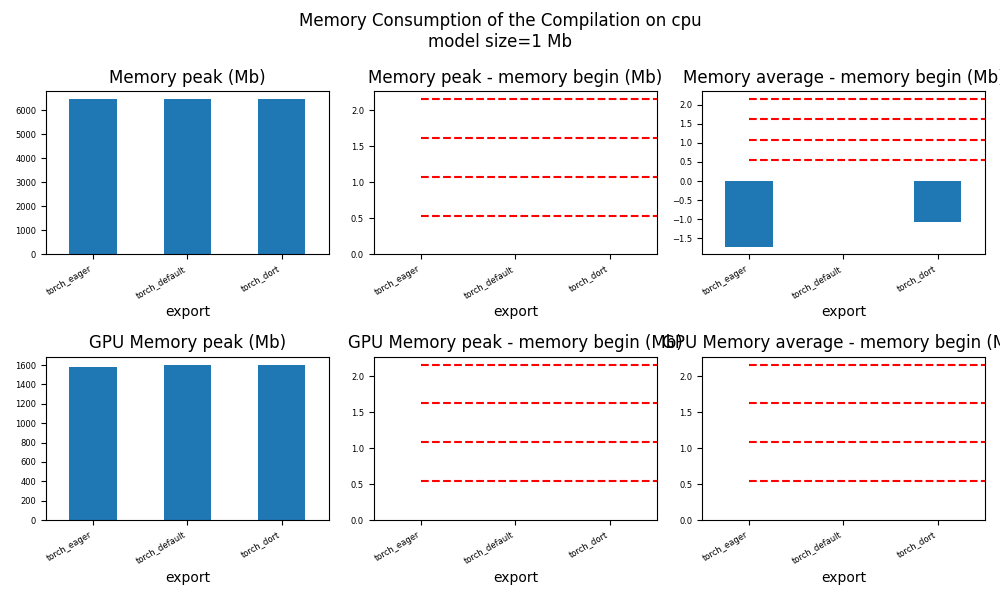 Memory Consumption of the Compilation on cpu
model size=1 Mb
Memory peak (Mb)
6000
5000
4000
3000
2000
1000
0
torch_eager
torch_default
torch_dort
export
Memory peak - memory begin (Mb)
2.0
1.5
1.0
0.5
0.0
torch_eager
torch_default
torch_dort
export
Memory average - memory begin (Mb)
2.0
1.5
1.0
0.5
0.0
−0.5
−1.0
−1.5
torch_eager
torch_default
torch_dort
export
GPU Memory peak (Mb)
1600
1400
1200
1000
800
600
400
200
0
torch_eager
torch_default
torch_dort
export
GPU Memory peak - memory begin (Mb)
2.0
1.5
1.0
0.5
0.0
torch_eager
torch_default
torch_dort
export
GPU Memory average - memory begin (M
2.0
1.5
1.0
0.5
0.0
torch_eager
torch_default
torch_dort
export